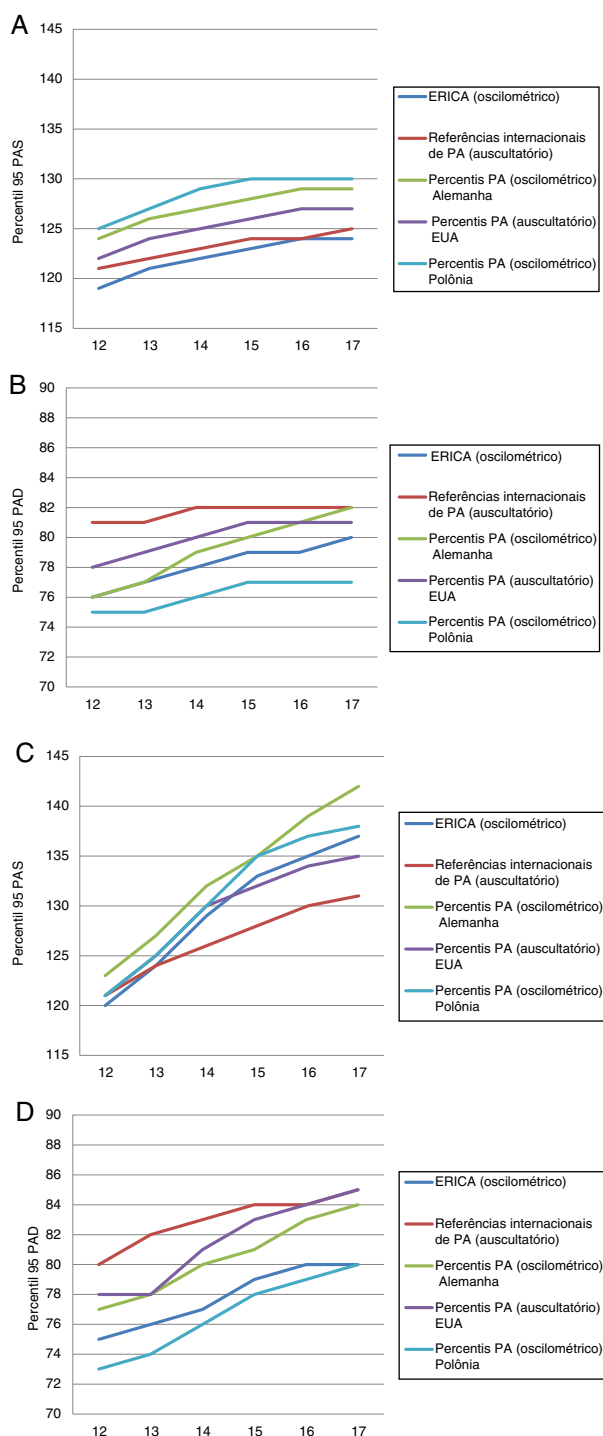 A
Percentil 95 PAS
145
140
135
130
125
120
115
12 13 14 15 16 17
ERICA (oscilométrico)
Referências internacionais
de PA (auscultatório)
Percentis PA (oscilométrico)
Alemanha
Percentis PA (auscultatório)
EUA
Percentis PA (oscilométrico)
Polônia
B
Percentil 95 PAD
90
88
86
84
82
80
78
76
74
72
70
12 13 14 15 16 17
ERICA (oscilométrico)
Referências internacionais
de PA (auscultatório)
Percentis PA (oscilométrico)
Alemanha
Percentis PA (auscultatório)
EUA
Percentis PA (oscilométrico)
Polônia
C
Percentil 95 PAS
145
140
135
130
125
120
115
12 13 14 15 16 17
ERICA (oscilométrico)
Referências internacionais
de PA (auscultatório)
Percentis PA (oscilométrico)
Alemanha
Percentis PA (auscultatório)
EUA
Percentis PA (oscilométrico)
Polônia
D
Percentil 95 PAD
90
88
86
84
82
80
78
76
74
72
70
12 13 14 15 16 17
ERICA (oscilométrico)
Referências internacionais
de PA (auscultatório)
Percentis PA (oscilométrico)
Alemanha
Percentis PA (auscultatório)
EUA
Percentis PA (oscilométrico)
Polônia